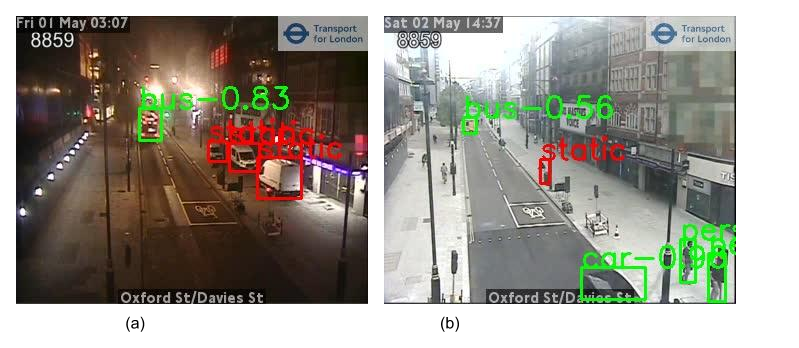 Fri 01 May 03:07
8859
Transport
for London
bus-0.83
static
static
Oxford St/Davies St
(a)
Sat 02 May 14:37
8859
Transport
for London
bus-0.56
static
car-0.98
Oxford St/Davies St
(b)